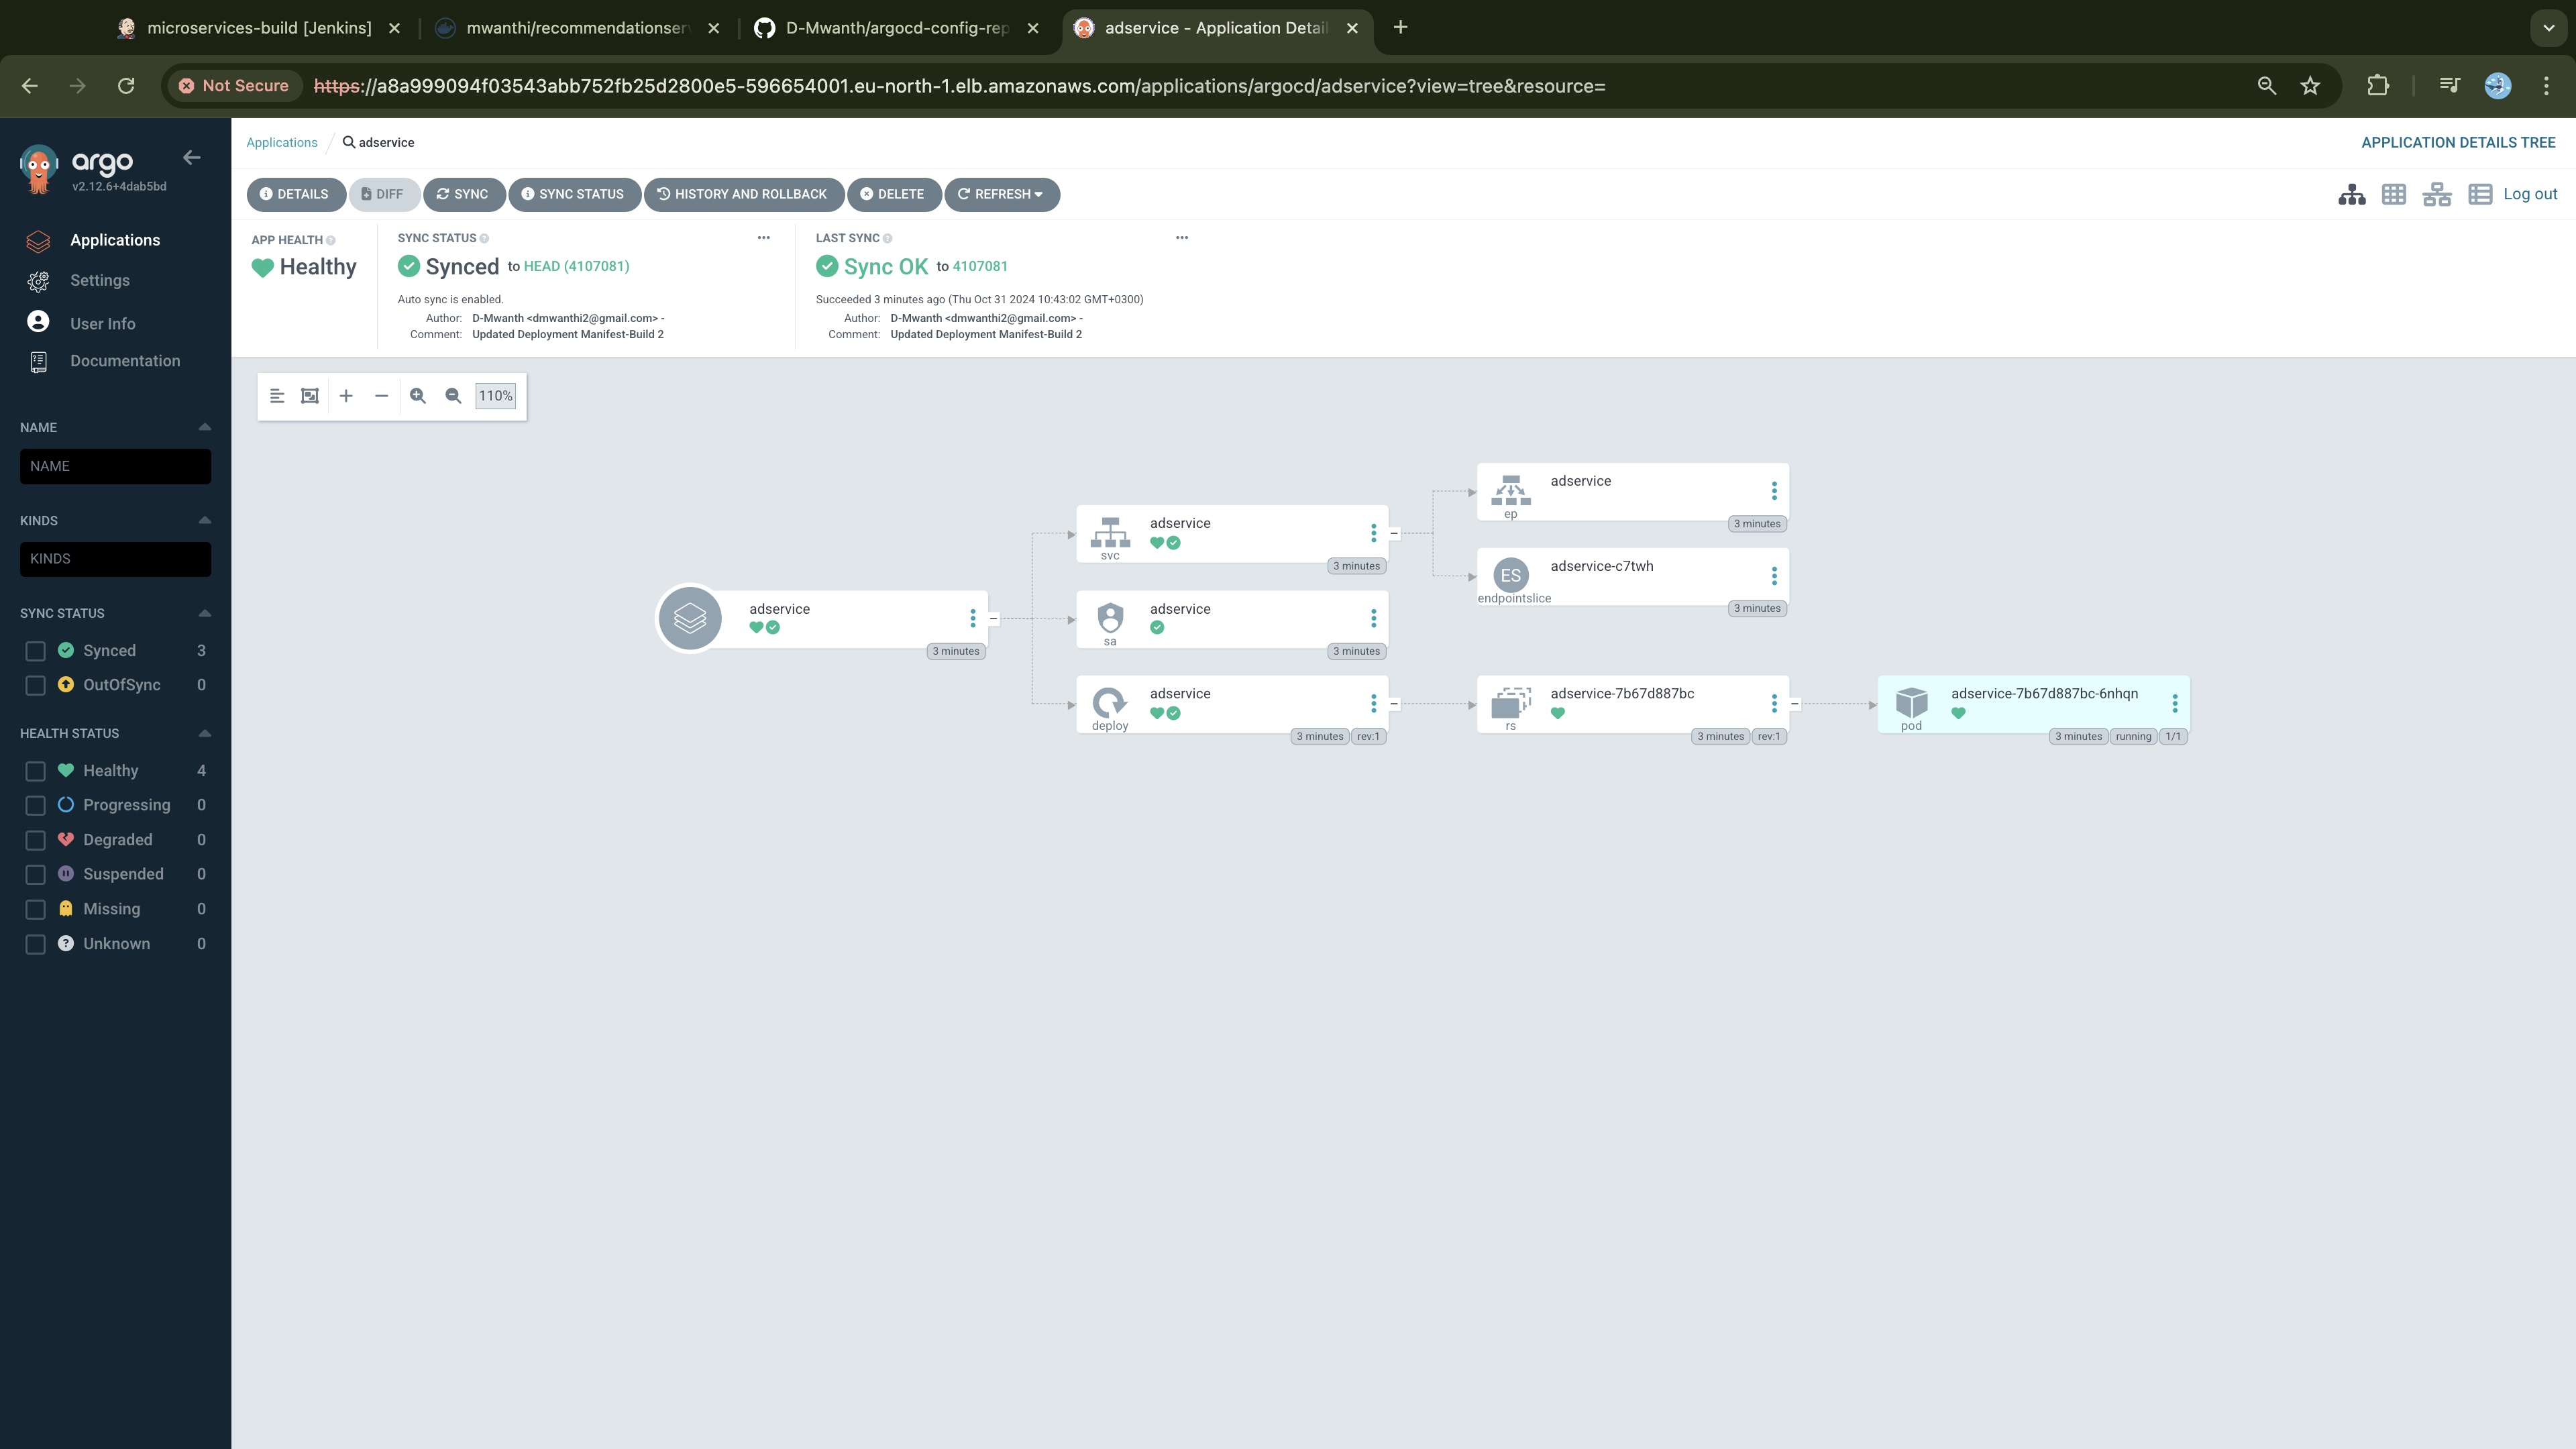 microservices-build [Jenkins]
mwanthi/recommendationser
D-Mwanth/argocd-config-rep
adservice - Application Detail
Not Secure
https://a8a999094f03543abb752fb25d2800e5-596654001.eu-north-1.elb.amazonaws.com/applications/argocd/adservice?view=tree&resource=
argo
v2.12.6+4dab5bd
Applications
Settings
User Info
Documentation
NAME
NAME
KINDS
KINDS
SYNC STATUS
Synced 3
OutOfSync 0
HEALTH STATUS
Healthy 4
Progressing 0
Degraded 0
Suspended 0
Missing 0
Unknown 0
Applications / adservice
APPLICATION DETAILS TREE
DETAILS DIFF SYNC SYNC STATUS HISTORY AND ROLLBACK DELETE REFRESH
Log out
APP HEALTH
Healthy
SYNC STATUS
Synced to HEAD (4107081)
Auto sync is enabled.
Author: D-Mwanth <dmwanthi2@gmail.com> -
Comment: Updated Deployment Manifest-Build 2
LAST SYNC
Sync OK to 4107081
Succeeded 3 minutes ago (Thu Oct 31 2024 10:43:02 GMT+0300)
Author: D-Mwanth <dmwanthi2@gmail.com> -
Comment: Updated Deployment Manifest-Build 2
110%
adservice
3 minutes
adservice
svc
3 minutes
adservice
sa
3 minutes
adservice
deploy
3 minutes rev:1
adservice
ep
3 minutes
ES
adservice-c7twh
endpointslice
3 minutes
adservice-7b67d887bc
rs
3 minutes rev:1
adservice-7b67d887bc-6nhqn
pod
3 minutes running 1/1